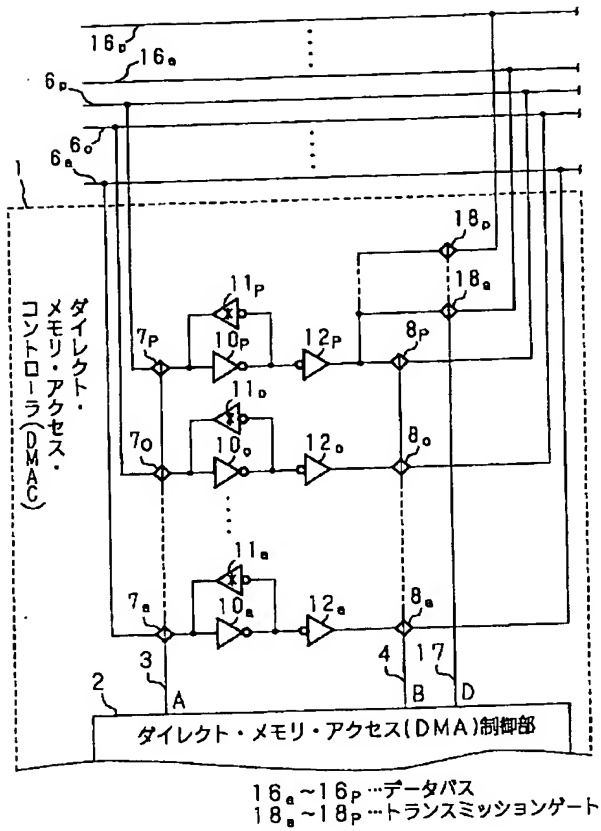 16p
16a
6p
6o
6a
1
18p
18a
ダイレクト・
メモリ・アクセス・
コントローラ(DMAC)
11p
7p
10p
12p
8p
11o
7o
10o
12o
8o
11a
7a
10a
12a
8a
3
4
17
2
A
B
D
ダイレクト・メモリ・アクセス(DMA)制御部
16a~16p…データバス
18a~18p…トランスミッションゲート